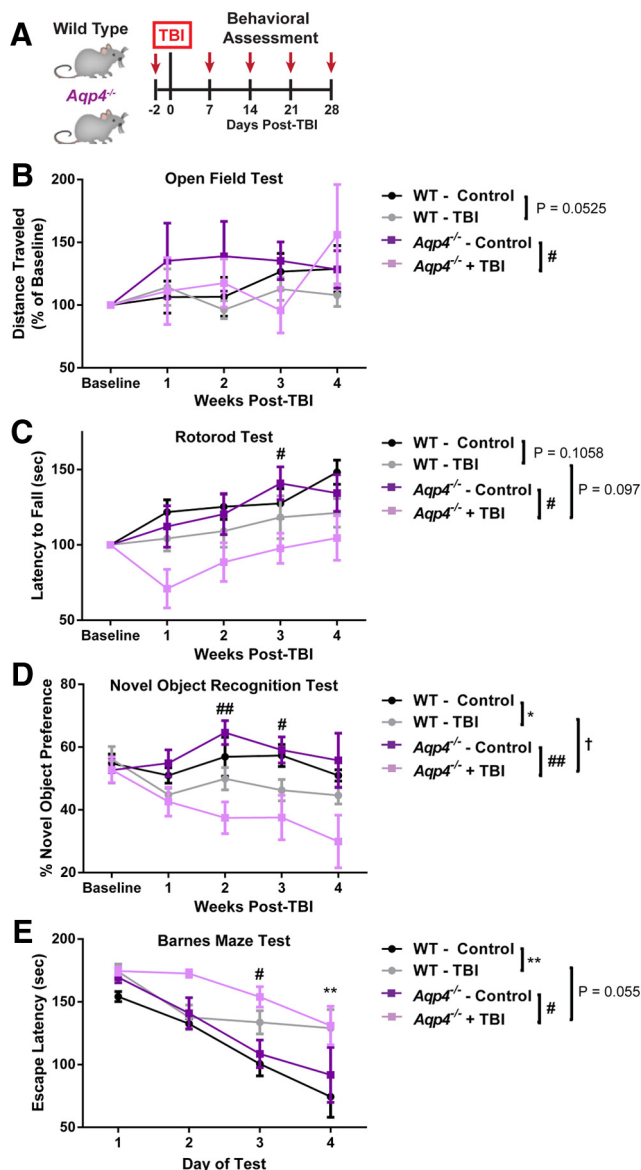 A
Wild Type
Aqp4-/-
TBI
Behavioral
Assessment
-2 0 7 14 21 28
Days Post-TBI
B
Open Field Test
Distance Traveled
(% of Baseline)
200
150
100
50
Baseline 1 2 3 4
Weeks Post-TBI
WT - Control
WT - TBI
Aqp4-/- - Control
Aqp4-/- + TBI
P = 0.0525
#
C
Rotorod Test
Latency to Fall (sec)
150
100
50
#
Baseline 1 2 3 4
Weeks Post-TBI
WT - Control
WT - TBI
Aqp4-/- - Control
Aqp4-/- + TBI
P = 0.1058
#
P = 0.097
D
Novel Object Recognition Test
% Novel Object Preference
80
60
40
20
## #
Baseline 1 2 3 4
Weeks Post-TBI
WT - Control
WT - TBI
Aqp4-/- - Control
Aqp4-/- + TBI
*
##
†
E
Barnes Maze Test
Escape Latency (sec)
200
150
100
50
# **
1 2 3 4
Day of Test
WT - Control
WT - TBI
Aqp4-/- - Control
Aqp4-/- + TBI
**
#
P = 0.055